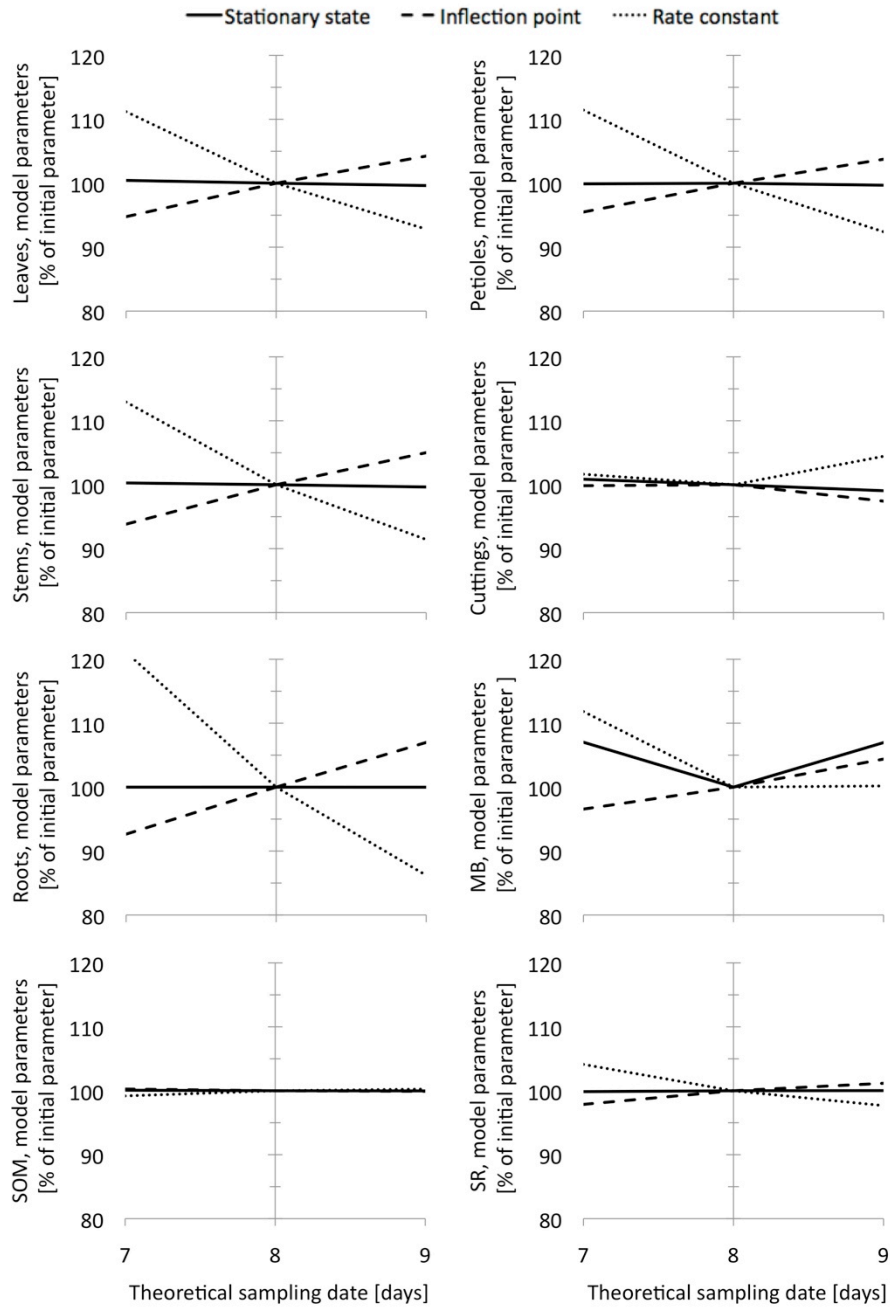 Stationary state Inflection point Rate constant
Leaves, model parameters
[% of initial parameter]
120
110
100
90
80
Petioles, model parameters
[% of initial parameter ]
120
110
100
90
80
Stems, model parameters
[% of initial parameter]
120
110
100
90
80
Cuttings, model parameters
[% of initial parameter ]
120
110
100
90
80
Roots, model parameters
[% of initial parameter]
120
110
100
90
80
MB, model parameters
[% of initial parameter ]
120
110
100
90
80
SOM, model parameters
[% of initial parameter]
120
110
100
90
80
7 8 9
Theoretical sampling date [days]
SR, model parameters
[% of initial parameter]
120
110
100
90
80
7 8 9
Theoretical sampling date [days]